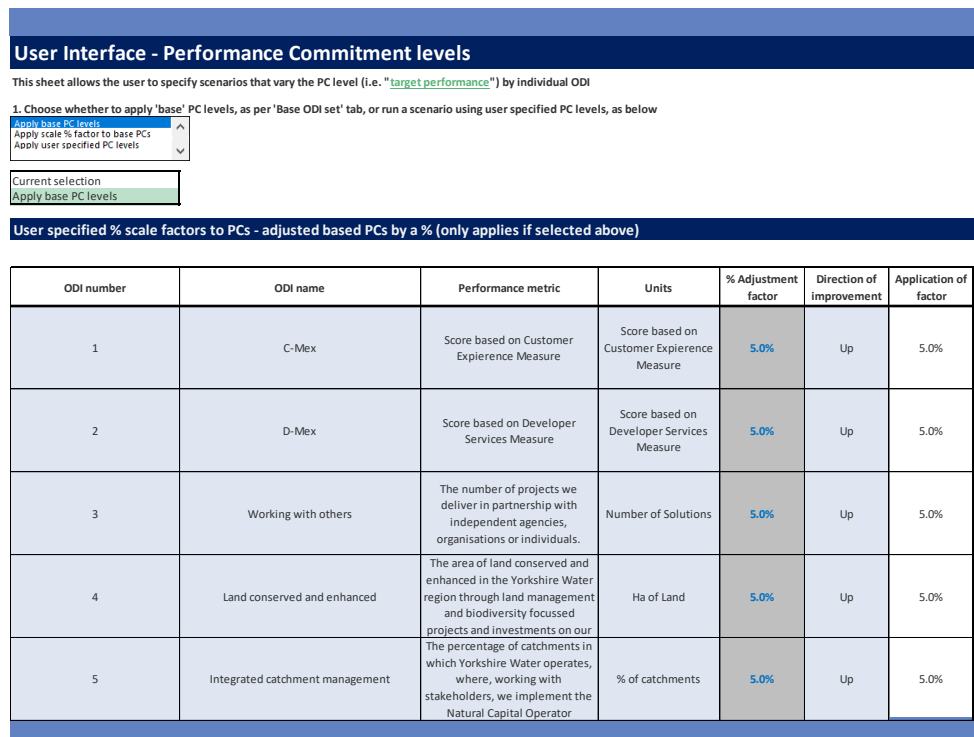 User Interface - Performance Commitment levels
This sheet allows the user to specify scenarios that vary the PC level (i.e. "target performance") by individual ODI
1. Choose whether to apply 'base' PC levels, as per 'Base ODI set' tab, or run a scenario using user specified PC levels, as below
Apply base PC levels
Apply scale % factor to base PCs
Apply user specified PC levels
Current selection
Apply base PC levels
User specified % scale factors to PCs - adjusted based PCs by a % (only applies if selected above)
ODI number
ODI name
Performance metric
Units
% Adjustment
factor
Direction of
improvement
Application of
factor
1
C-Mex
Score based on Customer
Expierence Measure
Score based on
Customer Expierence
Measure
5.0%
Up
5.0%
2
D-Mex
Score based on Developer
Services Measure
Score based on
Developer Services
Measure
5.0%
Up
5.0%
3
Working with others
The number of projects we
deliver in partnership with
independent agencies,
organisations or individuals.
Number of Solutions
5.0%
Up
5.0%
4
Land conserved and enhanced
The area of land conserved and
enhanced in the Yorkshire Water
region through land management
and biodiversity focussed
projects and investments on our
Ha of Land
5.0%
Up
5.0%
5
Integrated catchment management
The percentage of catchments in
which Yorkshire Water operates,
where, working with
stakeholders, we implement the
Natural Capital Operator
% of catchments
5.0%
Up
5.0%